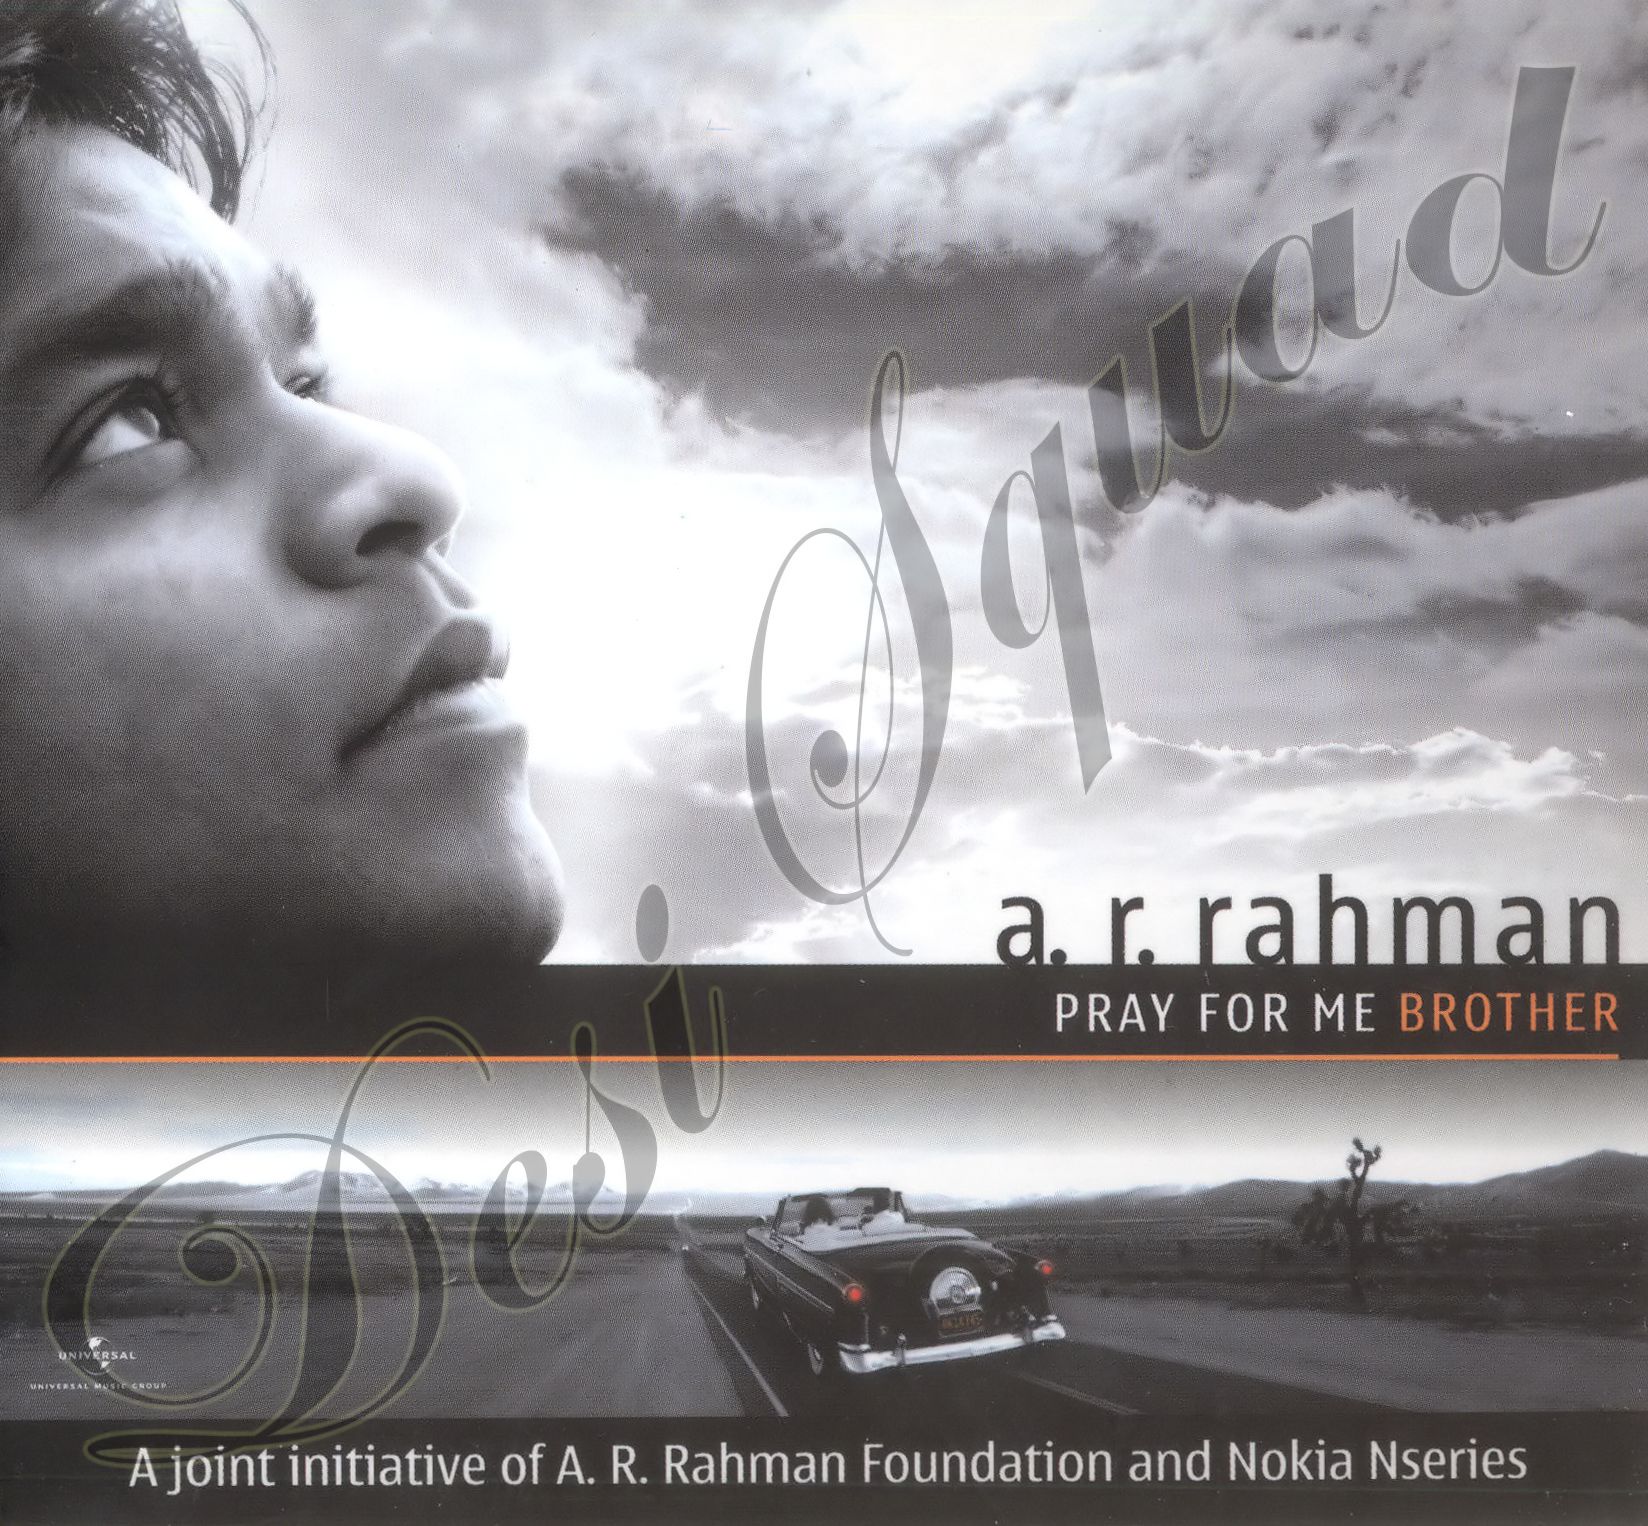 Desi Squad
a. r. rahman
PRAY FOR ME BROTHER
UNIVERSAL
UNIVERSAL MUSIC GROUP
A joint initiative of A. R. Rahman Foundation and Nokia Nseries